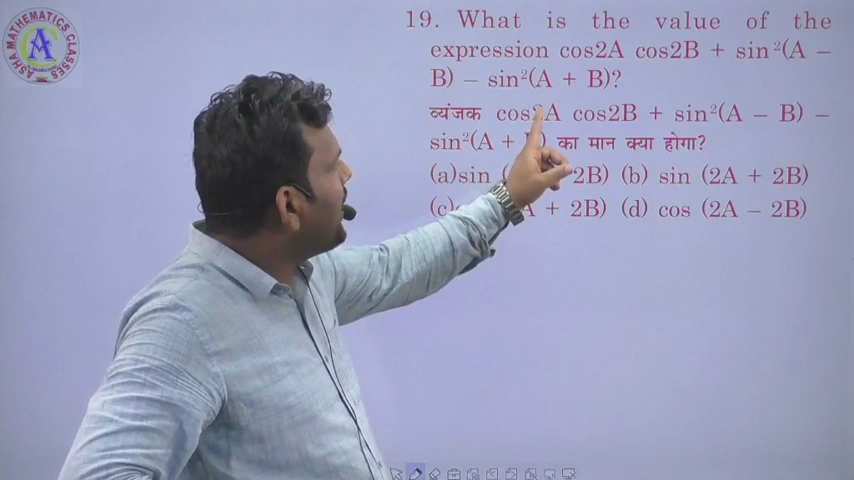 ASHA MATHEMATICS CLASSES
19. What is the value of the
expression cos2A cos2B + sin²(A –
B) – sin²(A + B)?
व्यंजक cos2A cos2B + sin²(A – B) –
sin²(A + B) का मान क्या होगा?
(a)sin ( 2B) (b) sin (2A + 2B)
(c) A + 2B) (d) cos (2A – 2B)